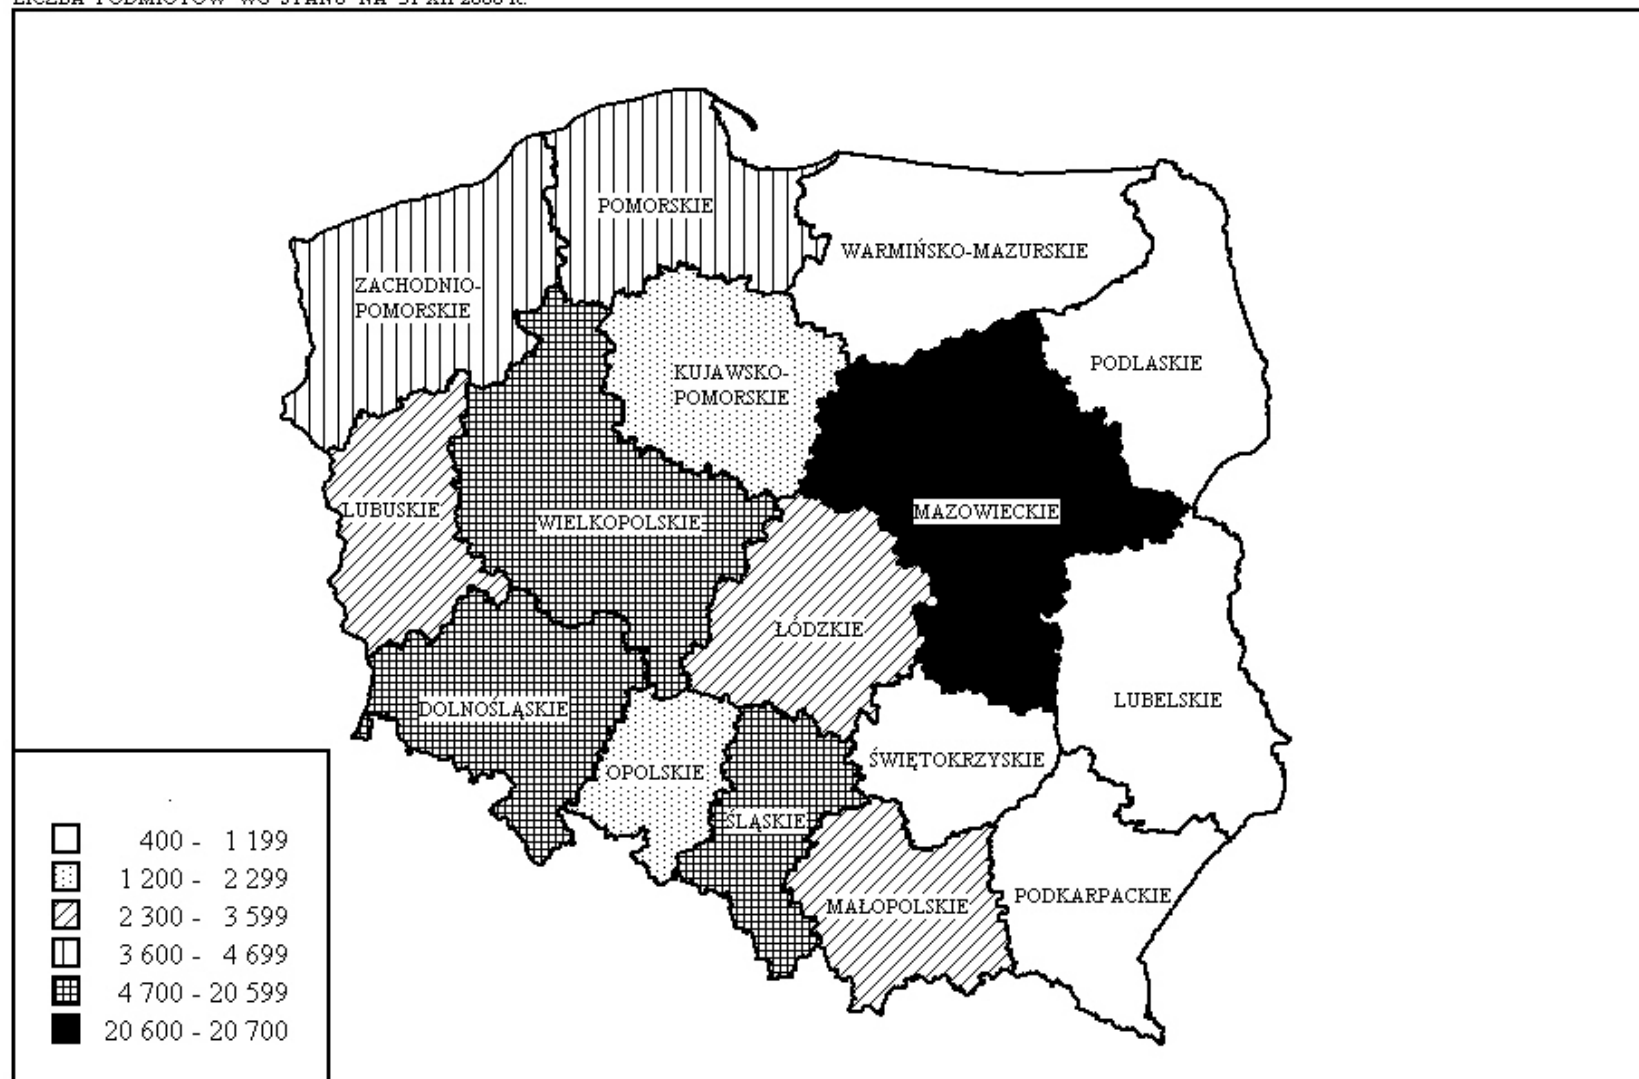 POMORSKIE
WARMIŃSKO-MAZURSKIE
ZACHODNIO-
POMORSKIE
PODLASKIE
KUJAWSKO-
POMORSKIE
LUBUSKIE
WIELKOPOLSKIE
MAZOWIECKIE
ŁÓDZKIE
LUBELSKIE
DOLNOŚLĄSKIE
ŚWIĘTOKRZYSKIE
OPOLSKIE
ŚLĄSKIE
PODKARPACKIE
MAŁOPOLSKIE
400 - 1 199
1 200 - 2 299
2 300 - 3 599
3 600 - 4 699
4 700 - 20 599
20 600 - 20 700